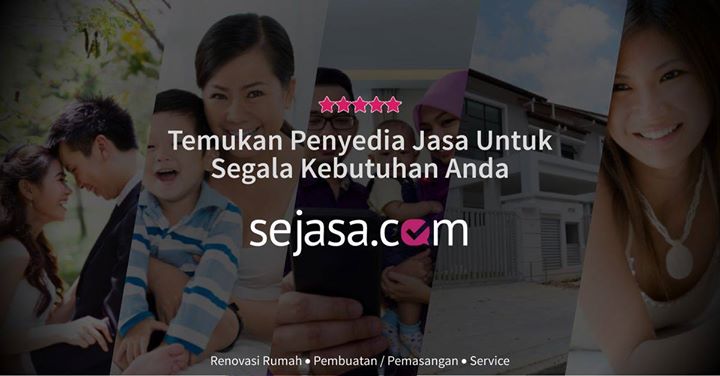 Temukan Penyedia Jasa Untuk
Segala Kebutuhan Anda
sejasa.com
Renovasi Rumah • Pembuatan / Pemasangan • Service